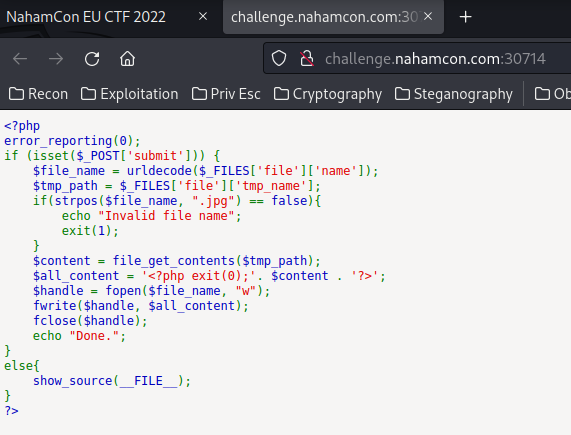 NahamCon EU CTF 2022 × challenge.nahamcon.com:30 × +
challenge.nahamcon.com:30714
Recon Exploitation Priv Esc Cryptography Steganography Ob
<?php
error_reporting(0);
if (isset($_POST['submit'])) {
    $file_name = urldecode($_FILES['file']['name']);
    $tmp_path = $_FILES['file']['tmp_name'];
    if(strpos($file_name, ".jpg") == false){
        echo "Invalid file name";
        exit(1);
    }
    $content = file_get_contents($tmp_path);
    $all_content = '<?php exit(0);'. $content . '?>';
    $handle = fopen($file_name, "w");
    fwrite($handle, $all_content);
    fclose($handle);
    echo "Done.";
}
else{
    show_source(__FILE__);
}
?>